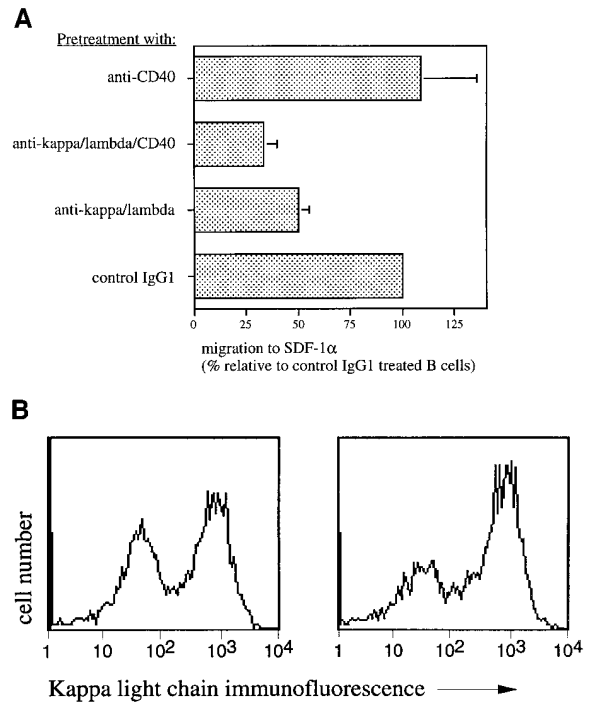 A
Pretreatment with:
anti-CD40
anti-kappa/lambda/CD40
anti-kappa/lambda
control IgG1
0 25 50 75 100 125
migration to SDF-1α
(% relative to control IgG1 treated B cells)
B
cell number
1 10 10² 10³ 10⁴
1 10 10² 10³ 10⁴
Kappa light chain immunofluorescence